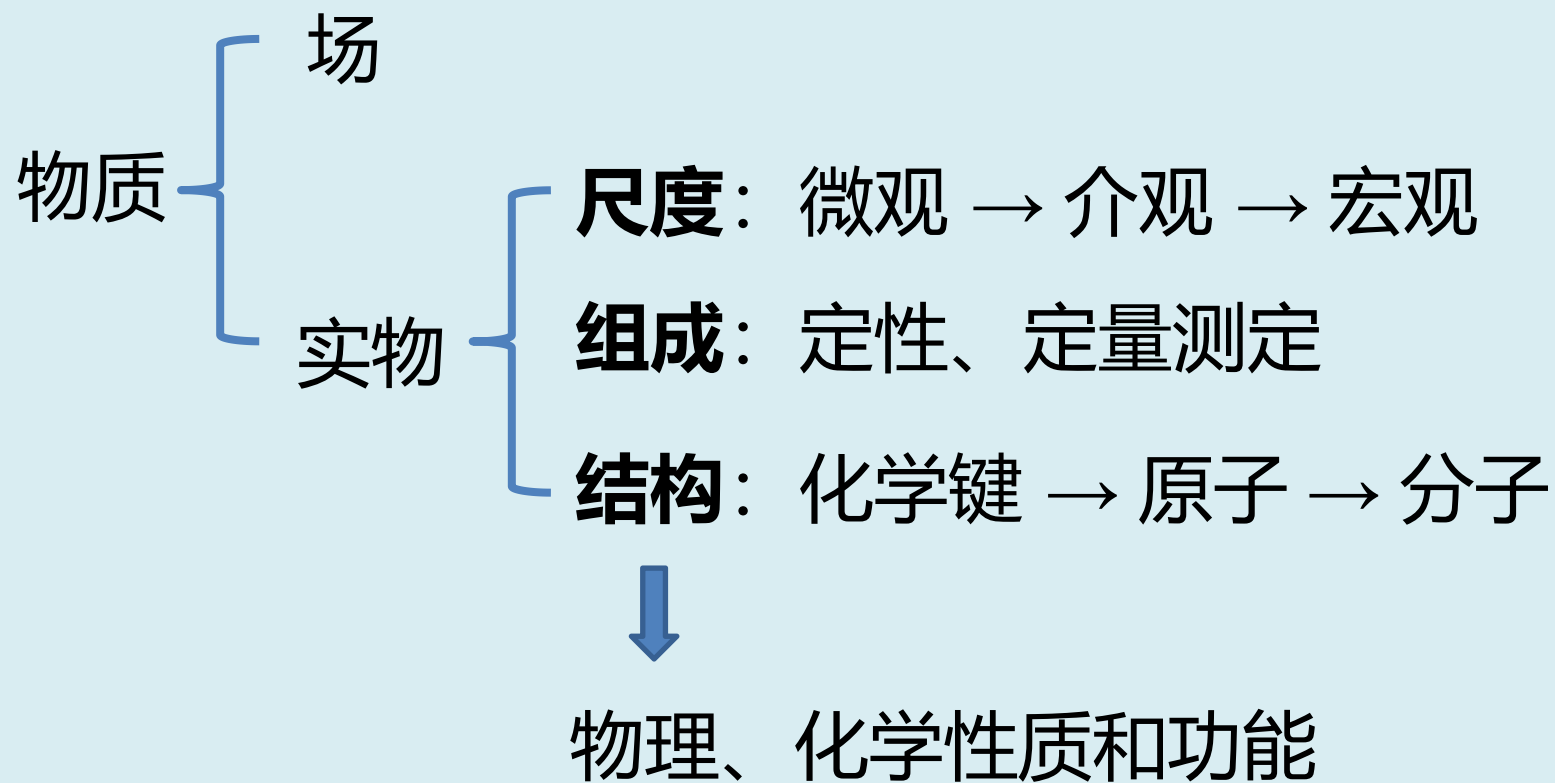 场
物质
尺度：微观 → 介观 → 宏观
组成：定性、定量测定
实物
结构：化学键 → 原子 → 分子
物理、化学性质和功能